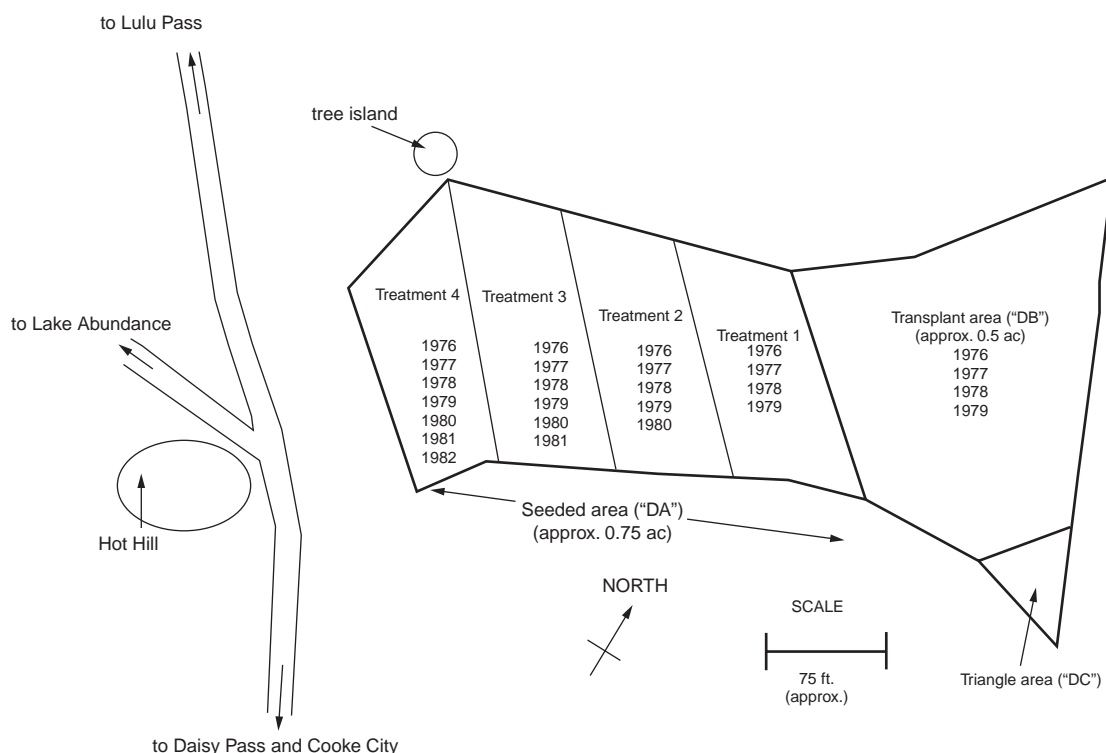 to Lulu Pass
tree island
to Lake Abundance
Hot Hill
to Daisy Pass and Cooke City
Treatment 4
1976
1977
1978
1979
1980
1981
1982
Treatment 3
1976
1977
1978
1979
1980
1981
Treatment 2
1976
1977
1978
1979
1980
Treatment 1
1976
1977
1978
1979
Transplant area (“DB”)
(approx. 0.5 ac)
1976
1977
1978
1979
Seeded area (“DA”)
(approx. 0.75 ac)
NORTH
SCALE
75 ft.
(approx.)
Triangle area (“DC”)